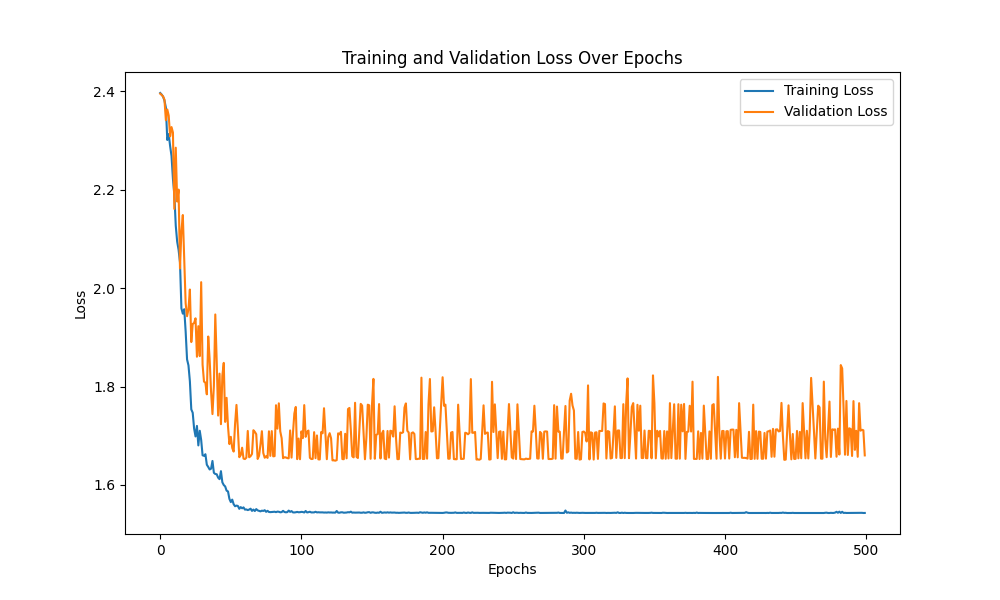 Training and Validation Loss Over Epochs
Training Loss
Validation Loss
Loss
2.4
2.2
2.0
1.8
1.6
0 100 200 300 400 500
Epochs